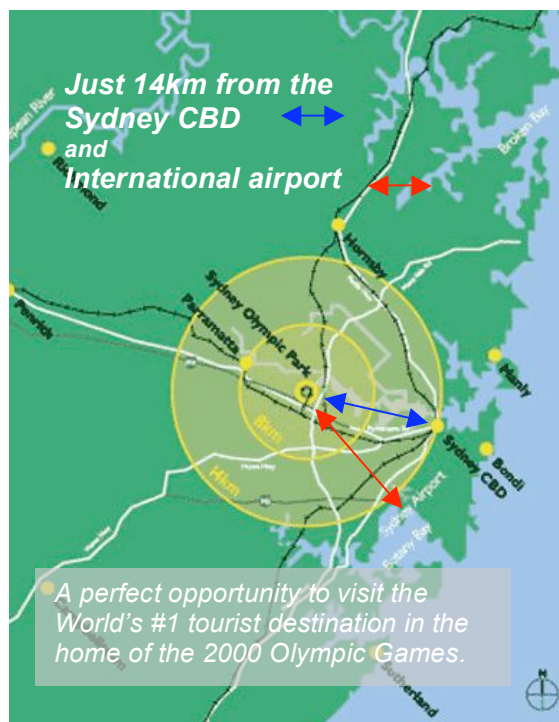 Just 14km from the
Sydney CBD
and
International airport
Broken Bay
Hornsby
Sydney Olympic Park
Parramatta
Penrith
Manly
8km
14km
Sydney CBD
Bondi
Sydney Airport
Botany Bay
A perfect opportunity to visit the
World's #1 tourist destination in the
home of the 2000 Olympic Games.
Sutherland
N